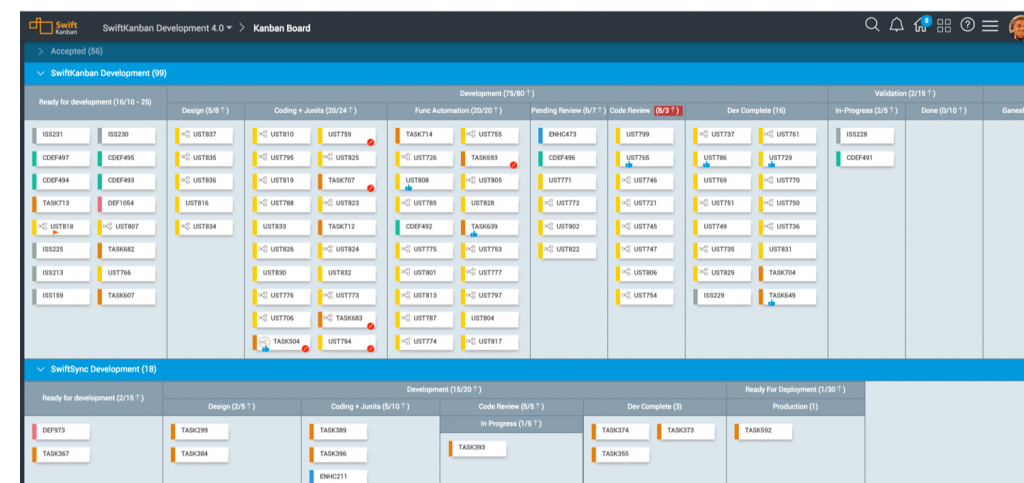 Swift
Kanban
SwiftKanban Development 4.0
Kanban Board
8
Accepted (56)
SwiftKanban Development (99)
Ready for development (16/10 - 25)
Development (75/80 ↑)
Validation (2/15 ↑)
Design (5/8 ↑) Coding + Junits (20/24 ↑) Func Automation (20/20 ↑) Pending Review (6/7 ↑) Code Review (8/3 ↑) Dev Complete (16) In-Progress (2/5 ↑) Done (0/10 ↑) Ganesh
ISS231 ISS230 UST837 UST810 UST759 TASK714 UST755 ENHC473 UST799 UST737 UST761 ISS228
CDEF497 CDEF495 UST835 UST795 UST825 UST726 TASK693 CDEF496 UST765 UST786 UST729 CDEF491
CDEF494 CDEF493 UST836 UST819 TASK707 UST808 UST805 UST771 UST746 UST769 UST770
TASK713 DEF1054 UST816 UST788 UST823 UST785 UST828 UST772 UST721 UST751 UST750
UST818 UST807 UST834 UST833 TASK712 CDEF492 TASK639 UST802 UST745 UST749 UST736
ISS225 TASK682 UST826 UST824 UST775 UST753 UST822 UST747 UST735 UST831
ISS213 UST766 UST830 UST832 UST801 UST777 UST806 UST829 TASK704
ISS159 TASK607 UST776 UST773 UST813 UST797 UST754 ISS229 TASK649
UST706 TASK683 UST787 UST804
TASK504 UST794 UST774 UST817
SwiftSync Development (18)
Ready for development (2/15 ↑)
Development (15/20 ↑)
Ready For Deployment (1/30 ↑)
Design (2/5 ↑) Coding + Junits (5/10 ↑) Code Review (5/5 ↑) Dev Complete (3) Production (1)
In Progress (1/5 ↑)
DEF973 TASK299 TASK389 TASK393 TASK374 TASK373 TASK592
TASK367 TASK384 TASK396 TASK355
ENHC211